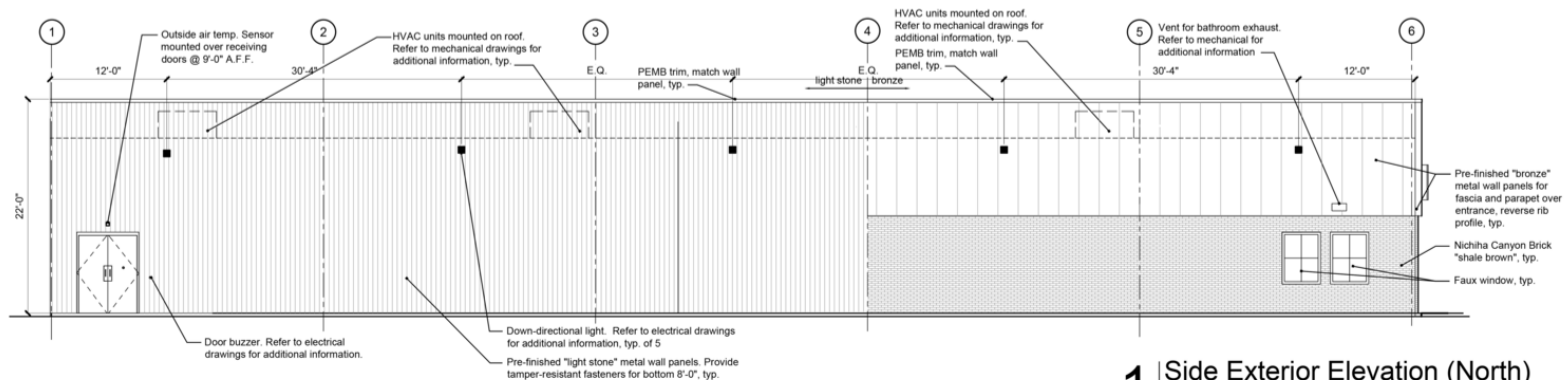 1
2
3
4
5
6
Outside air temp. Sensor
mounted over receiving
doors @ 9'-0" A.F.F.
HVAC units mounted on roof.
Refer to mechanical drawings for
additional information, typ.
PEMB trim, match wall
panel, typ.
HVAC units mounted on roof.
Refer to mechanical drawings for
additional information, typ.
PEMB trim, match wall
panel, typ.
Vent for bathroom exhaust.
Refer to mechanical for
additional information
12'-0"
30'-4"
E.Q.
E.Q.
30'-4"
12'-0"
light stone
bronze
22'-0"
Pre-finished "bronze"
metal wall panels for
fascia and parapet over
entrance, reverse rib
profile, typ.
Nichiha Canyon Brick
"shale brown", typ.
Faux window, typ.
Door buzzer. Refer to electrical
drawings for additional information.
Down-directional light. Refer to electrical drawings
for additional information, typ. of 5
Pre-finished "light stone" metal wall panels. Provide
tamper-resistant fasteners for bottom 8'-0", typ.
1
Side Exterior Elevation (North)